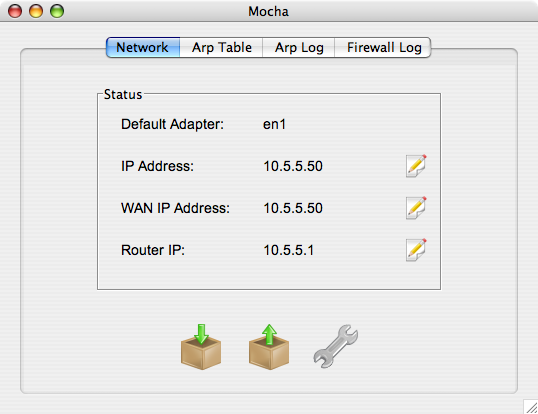 Mocha
Network Arp Table Arp Log Firewall Log
Status
Default Adapter: en1
IP Address: 10.5.5.50
WAN IP Address: 10.5.5.50
Router IP: 10.5.5.1